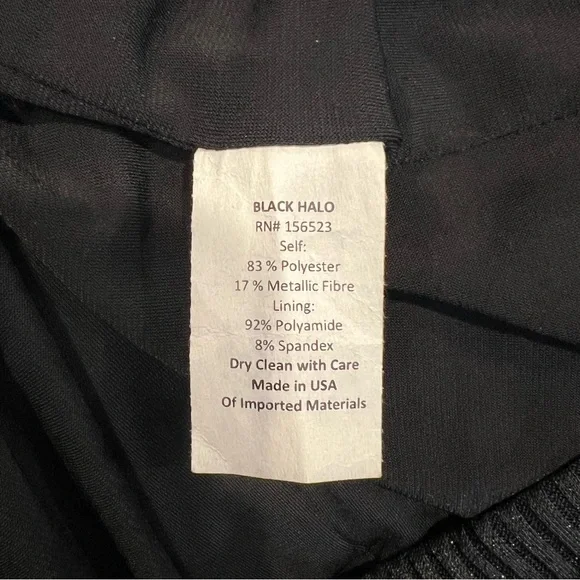 BLACK HALO
RN# 156523
Self:
83 % Polyester
17 % Metallic Fibre
Lining:
92% Polyamide
8% Spandex
Dry Clean with Care
Made in USA
Of Imported Materials